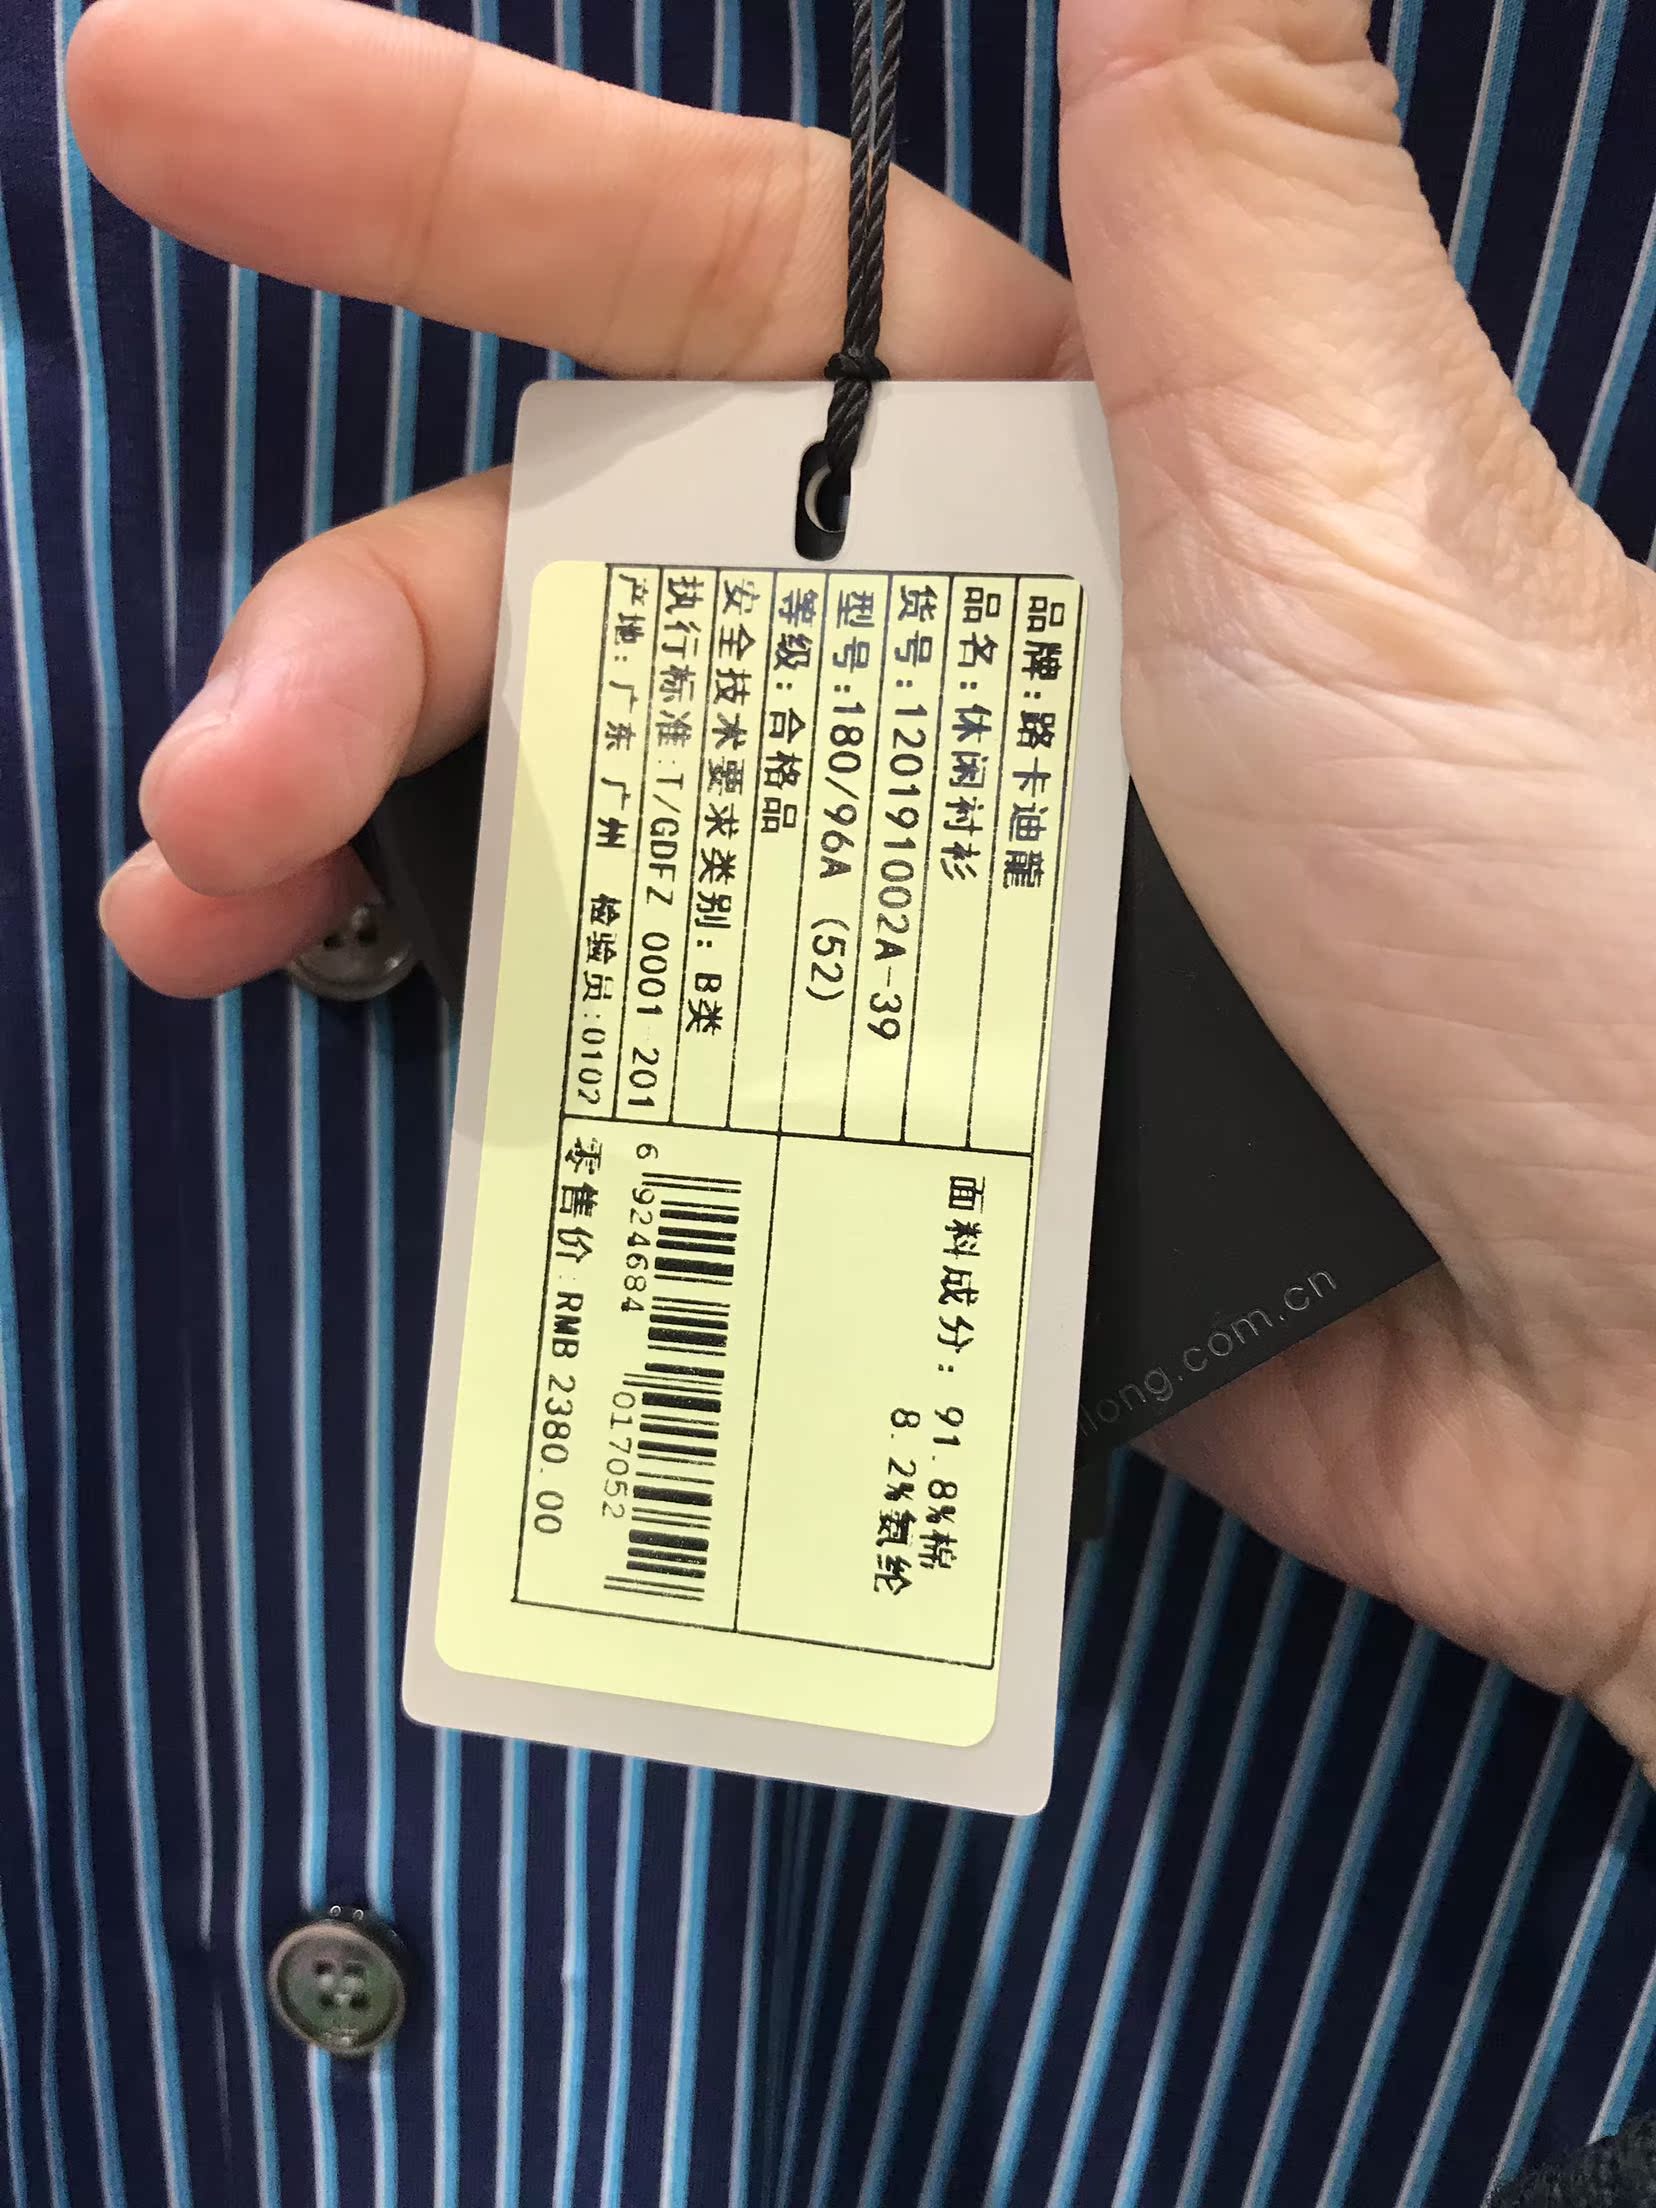 品牌:路卡迪龍
品名:休闲衬衫
货号:120191002A-39
型号:180/96A (52)
等级:合格品
安全技术要求类别:B类
执行标准:T/GDFZ 0001-201
产地:广东 广州 检验员:0102
面料成分: 91.8%棉
8.2%氨纶
6 924684 017052
零售价:RMB 2380.00
long.com.cn